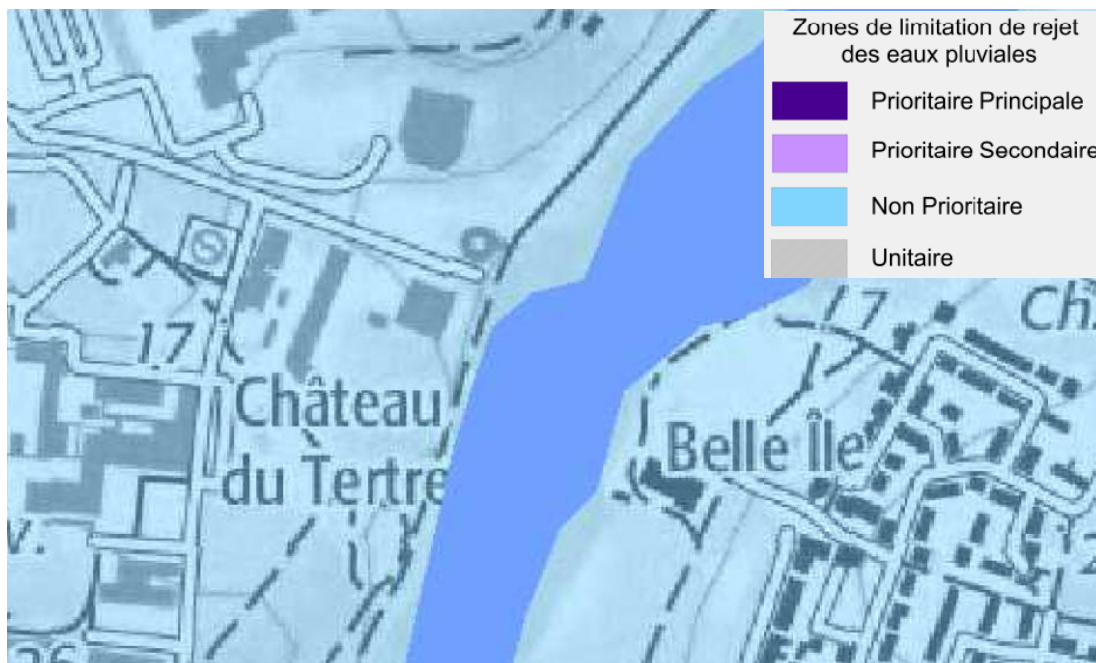 Zones de limitation de rejet
des eaux pluviales
Prioritaire Principale
Prioritaire Secondaire
Non Prioritaire
Unitaire
17
17
Ch.
Château
du Tertre
Belle Île